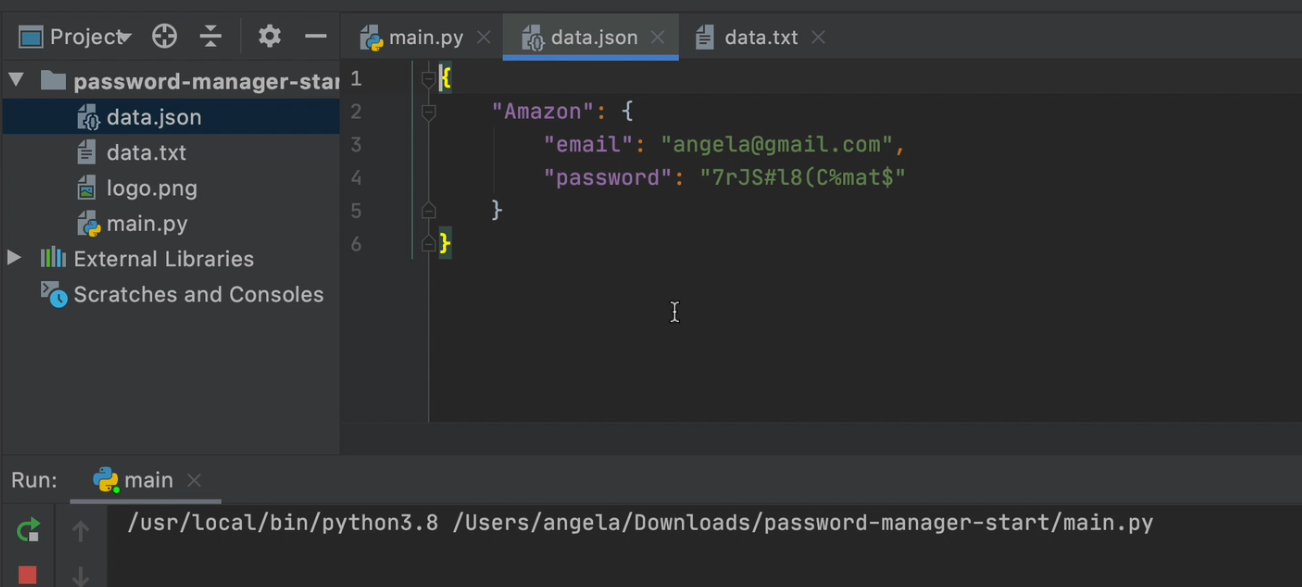 Project
main.py
data.json
data.txt
password-manager-star
data.json
data.txt
logo.png
main.py
External Libraries
Scratches and Consoles
1 {
2 "Amazon": {
3 "email": "angela@gmail.com",
4 "password": "7rJS#l8(C%mat$"
5 }
6 }
Run: main
/usr/local/bin/python3.8 /Users/angela/Downloads/password-manager-start/main.py